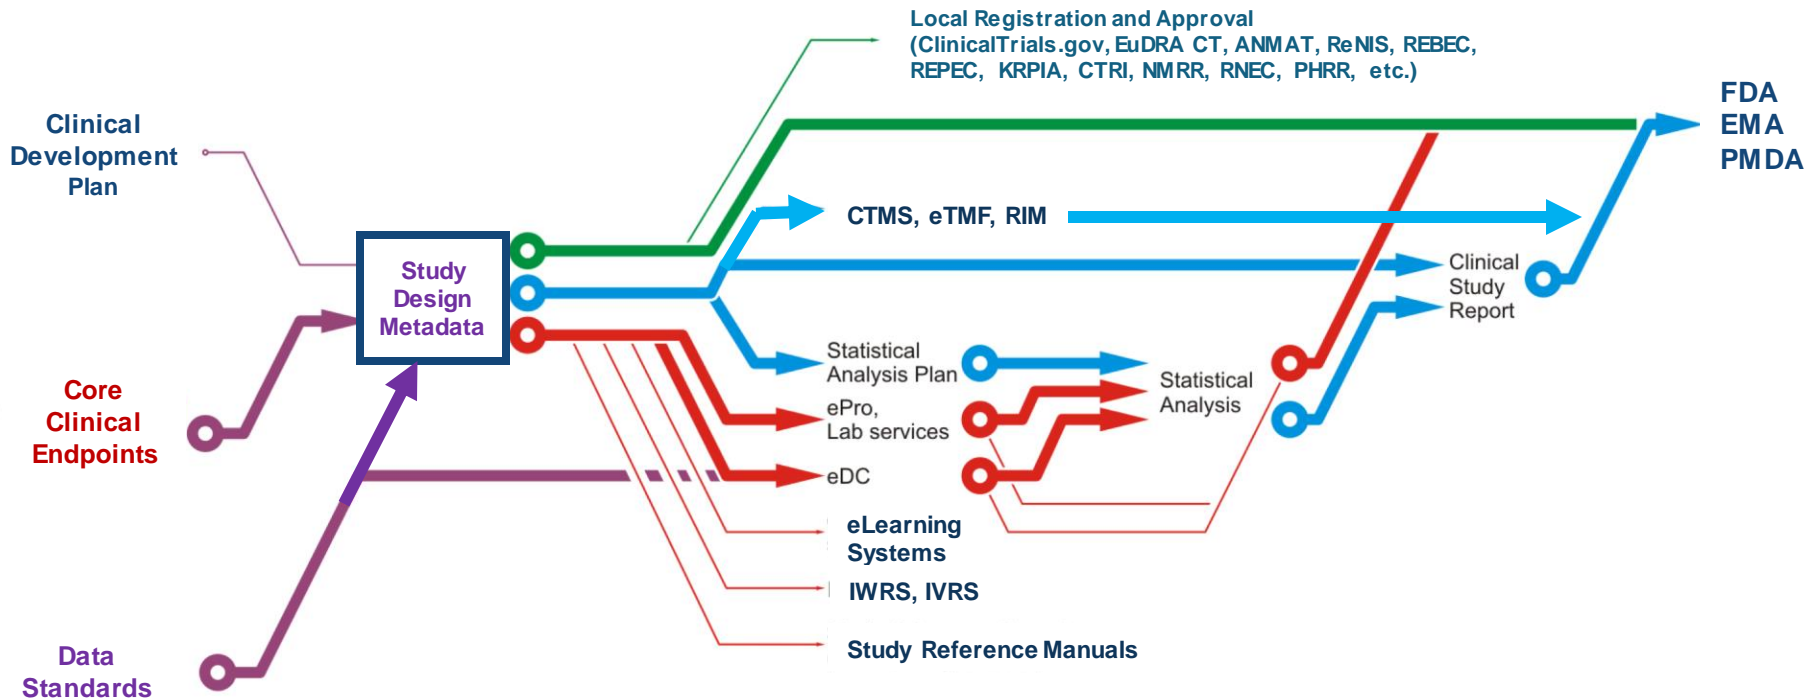 Local Registration and Approval
(ClinicalTrials.gov, EuDRA CT, ANMAT, ReNIS, REBEC,
REPEC, KRPIA, CTRI, NMRR, RNEC, PHRR, etc.)
FDA
EMA
PMDA
Clinical
Development
Plan
CTMS, eTMF, RIM
Study
Design
Metadata
Clinical
Study
Report
Statistical
Analysis Plan
Statistical
Analysis
Core
Clinical
Endpoints
ePro,
Lab services
eDC
eLearning
Systems
IWRS, IVRS
Study Reference Manuals
Data
Standards